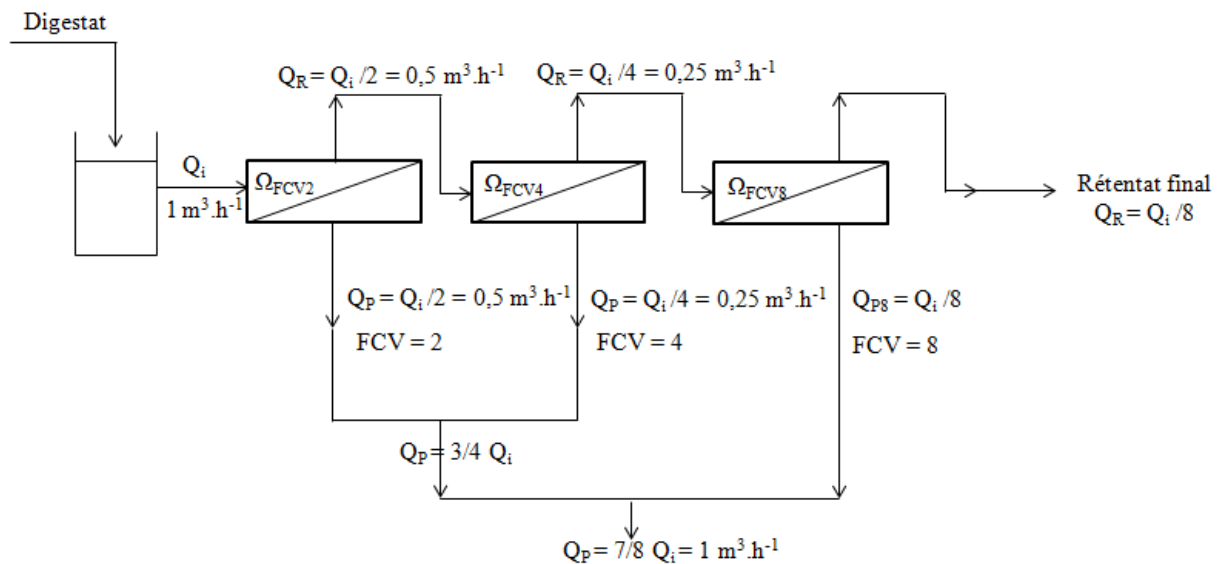 Digestat
Q_R = Q_i /2 = 0,5 m³.h⁻¹
Q_R = Q_i /4 = 0,25 m³.h⁻¹
Q_i
1 m³.h⁻¹
Ω_FCV2
Ω_FCV4
Ω_FCV8
Rétentat final
Q_R = Q_i /8
Q_P = Q_i /2 = 0,5 m³.h⁻¹
FCV = 2
Q_P = Q_i /4 = 0,25 m³.h⁻¹
FCV = 4
Q_P8 = Q_i /8
FCV = 8
Q_P = 3/4 Q_i
Q_P = 7/8 Q_i = 1 m³.h⁻¹